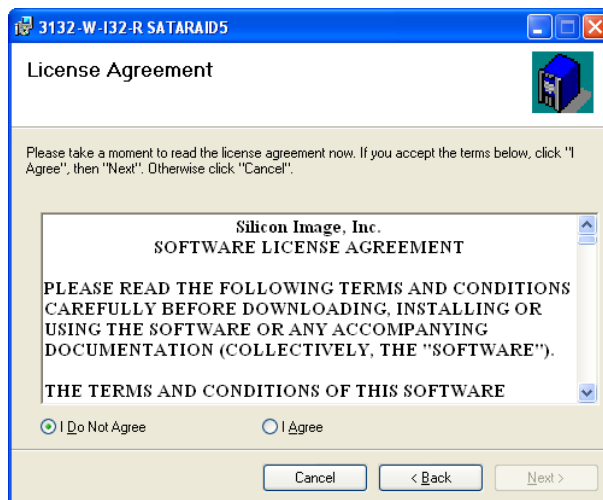 3132-W-I32-R SATARAID5
License Agreement
Please take a moment to read the license agreement now. If you accept the terms below, click "I
Agree", then "Next". Otherwise click "Cancel".
Silicon Image, Inc.
SOFTWARE LICENSE AGREEMENT
PLEASE READ THE FOLLOWING TERMS AND CONDITIONS
CAREFULLY BEFORE DOWNLOADING, INSTALLING OR
USING THE SOFTWARE OR ANY ACCOMPANYING
DOCUMENTATION (COLLECTIVELY, THE "SOFTWARE").
THE TERMS AND CONDITIONS OF THIS SOFTWARE
I Do Not Agree I Agree
Cancel < Back Next >